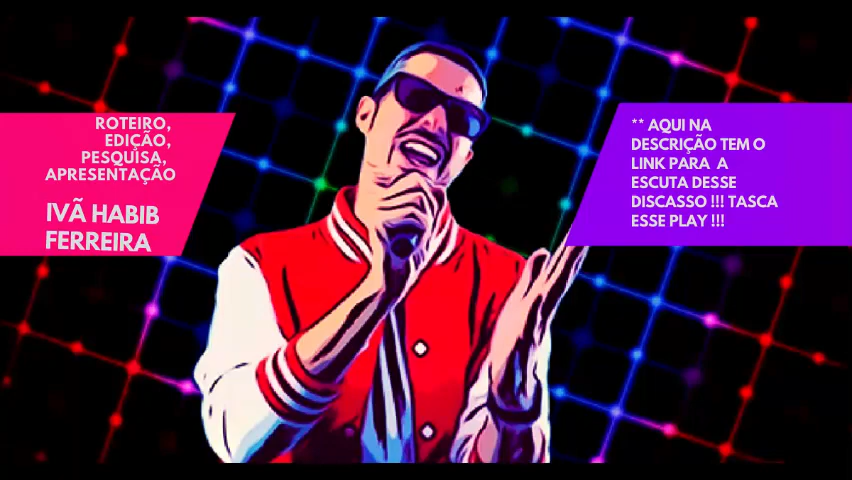 ROTEIRO,
EDIÇÃO,
PESQUISA,
APRESENTAÇÃO
IVÃ HABIB
FERREIRA
** AQUI NA
DESCRIÇÃO TEM O
LINK PARA A
ESCUTA DESSE
DISCASSO !!! TASCA
ESSE PLAY !!!